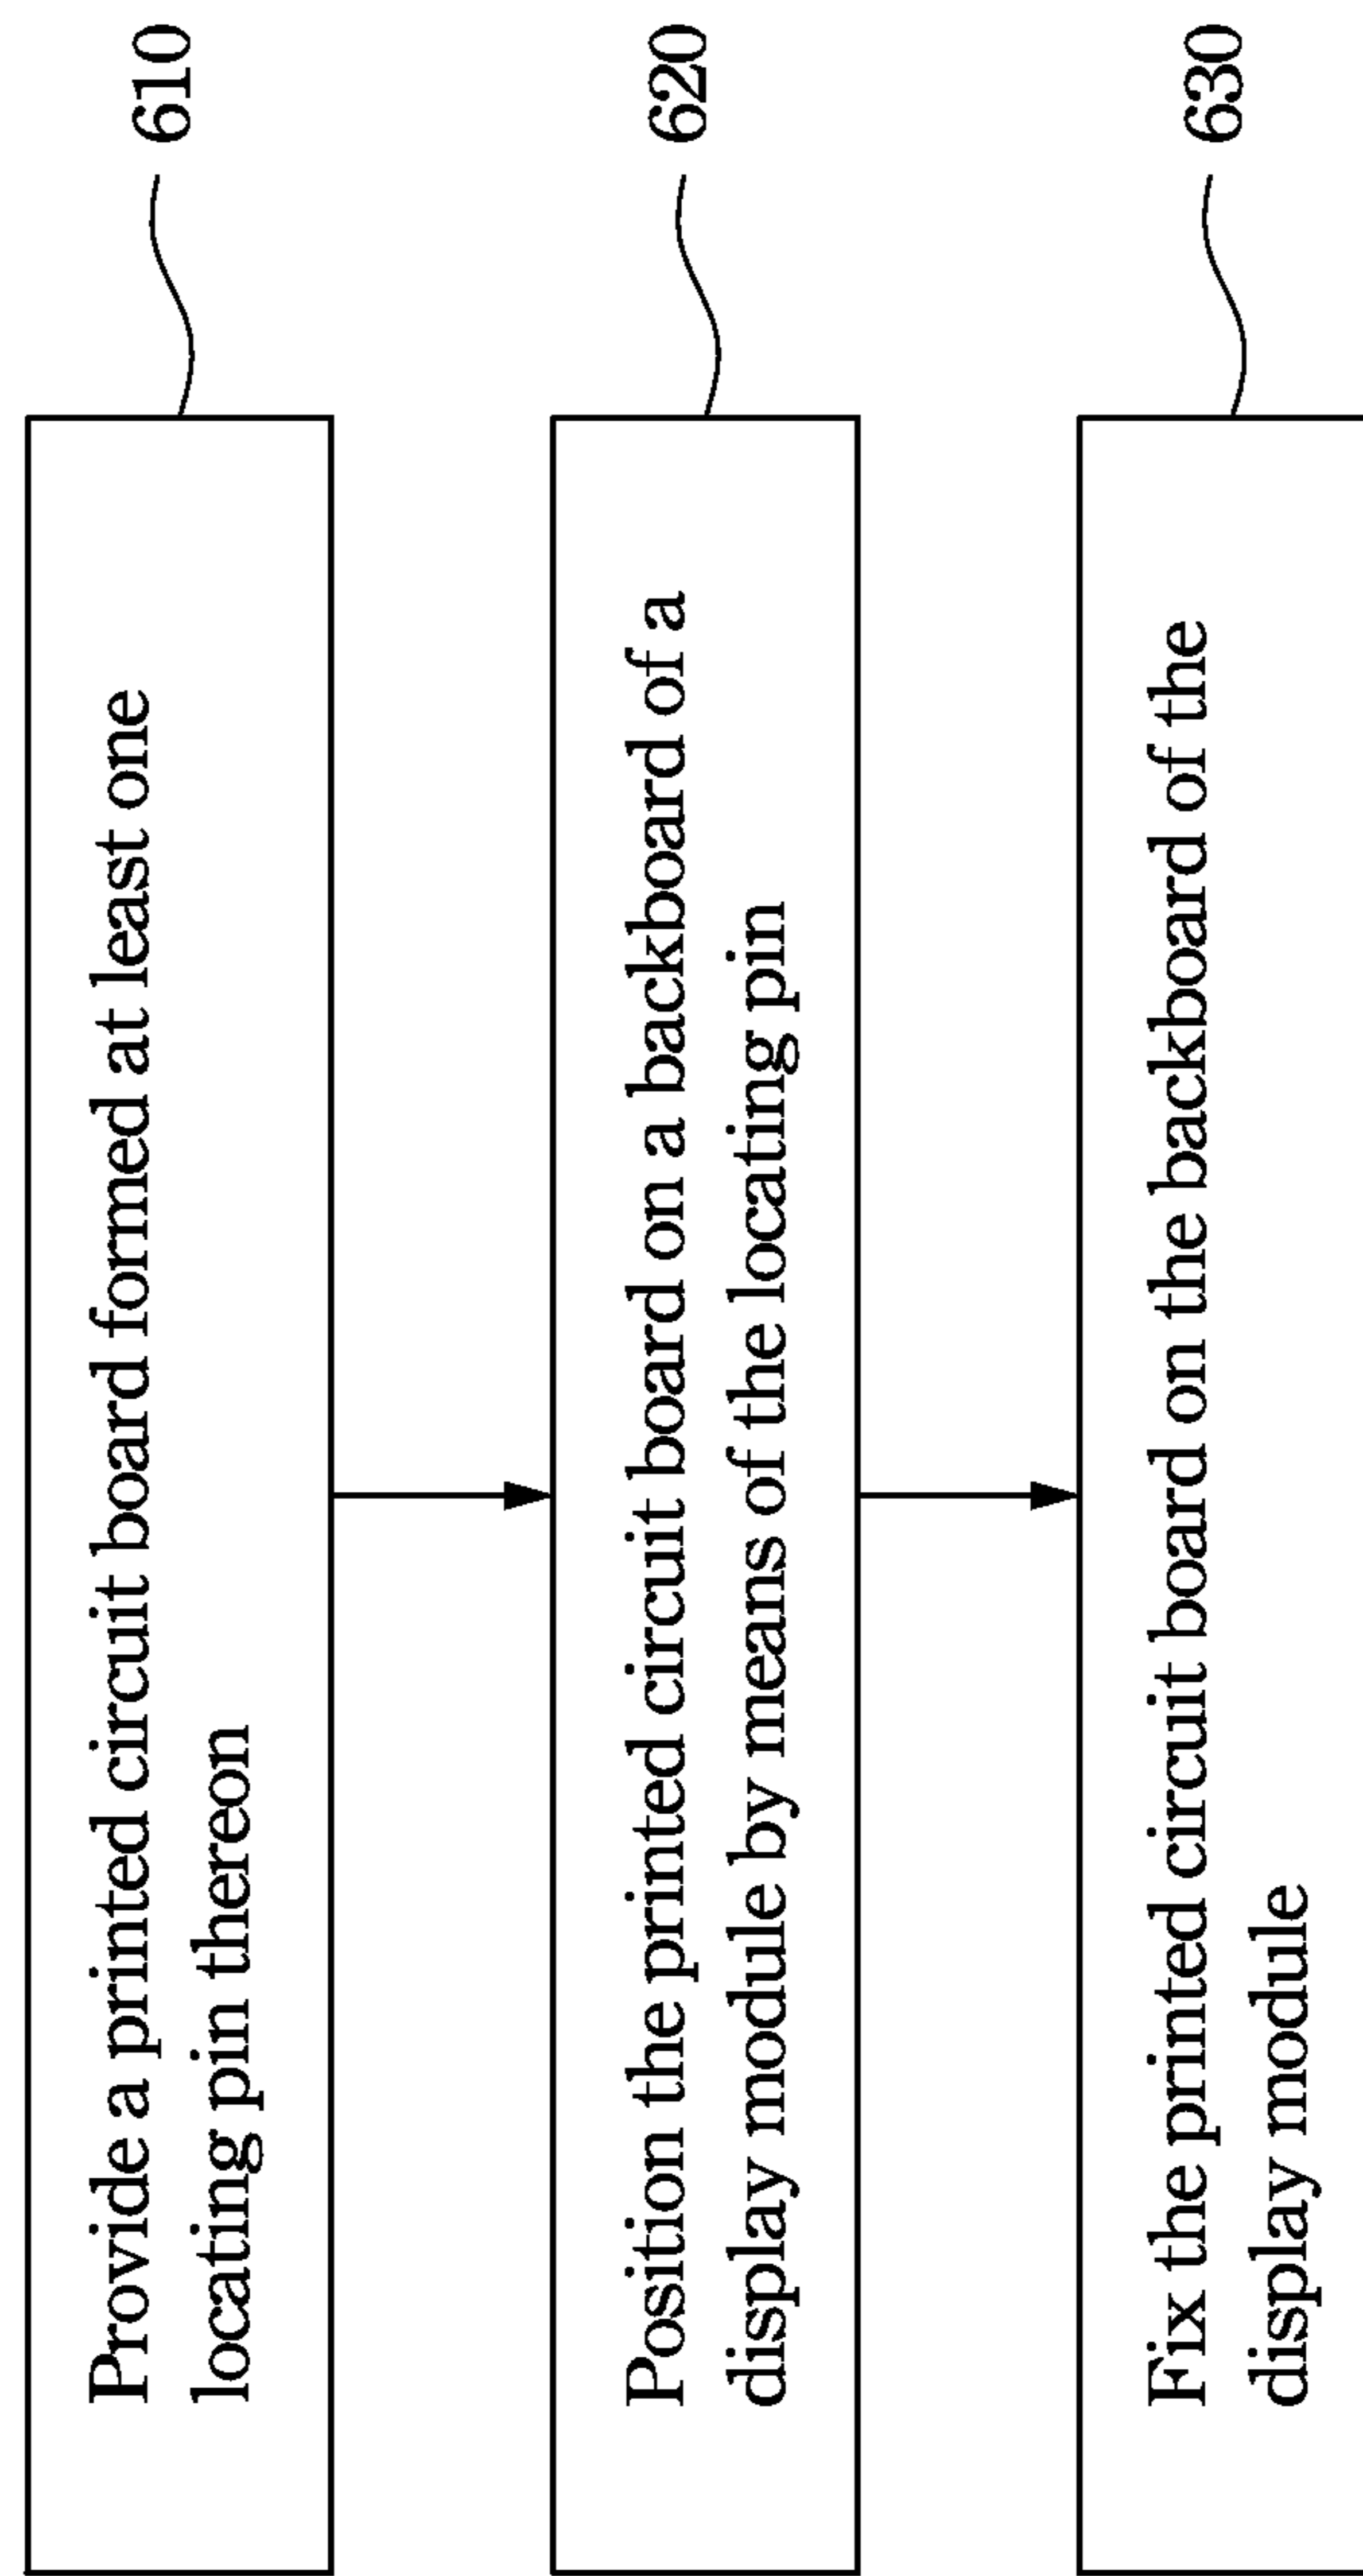 Provide a printed circuit board formed at least one
locating pin thereon
610
Position the printed circuit board on a backboard of a
display module by means of the locating pin
620
Fix the printed circuit board on the backboard of the
display module
630